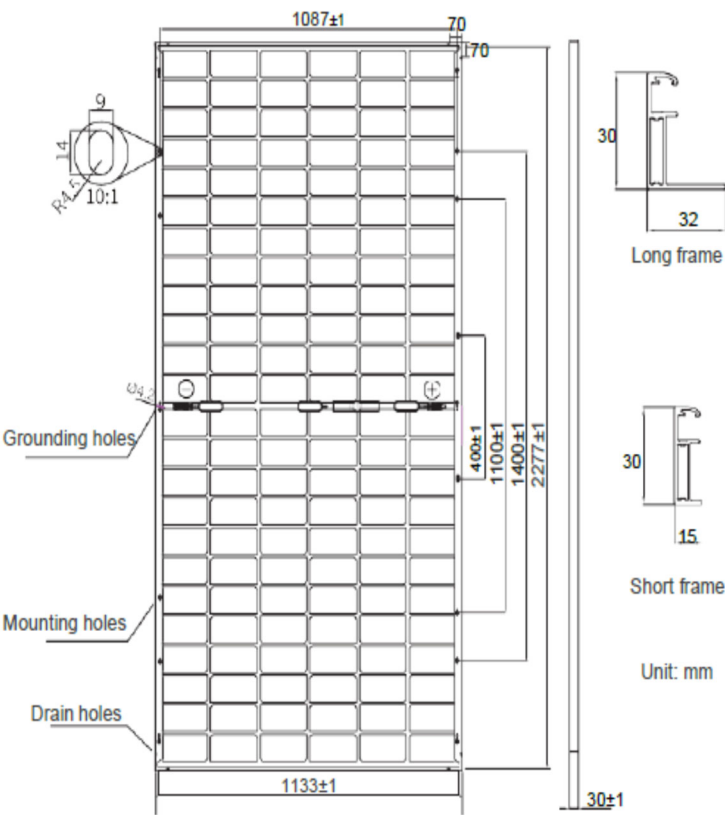 1087±1
70
70
9
14
R4.5
10:1
30
32
Long frame
Ø4.2
Grounding holes
400±1
1100±1
1400±1
2277±1
30
15
Short frame
Mounting holes
Unit: mm
Drain holes
1133±1
30±1